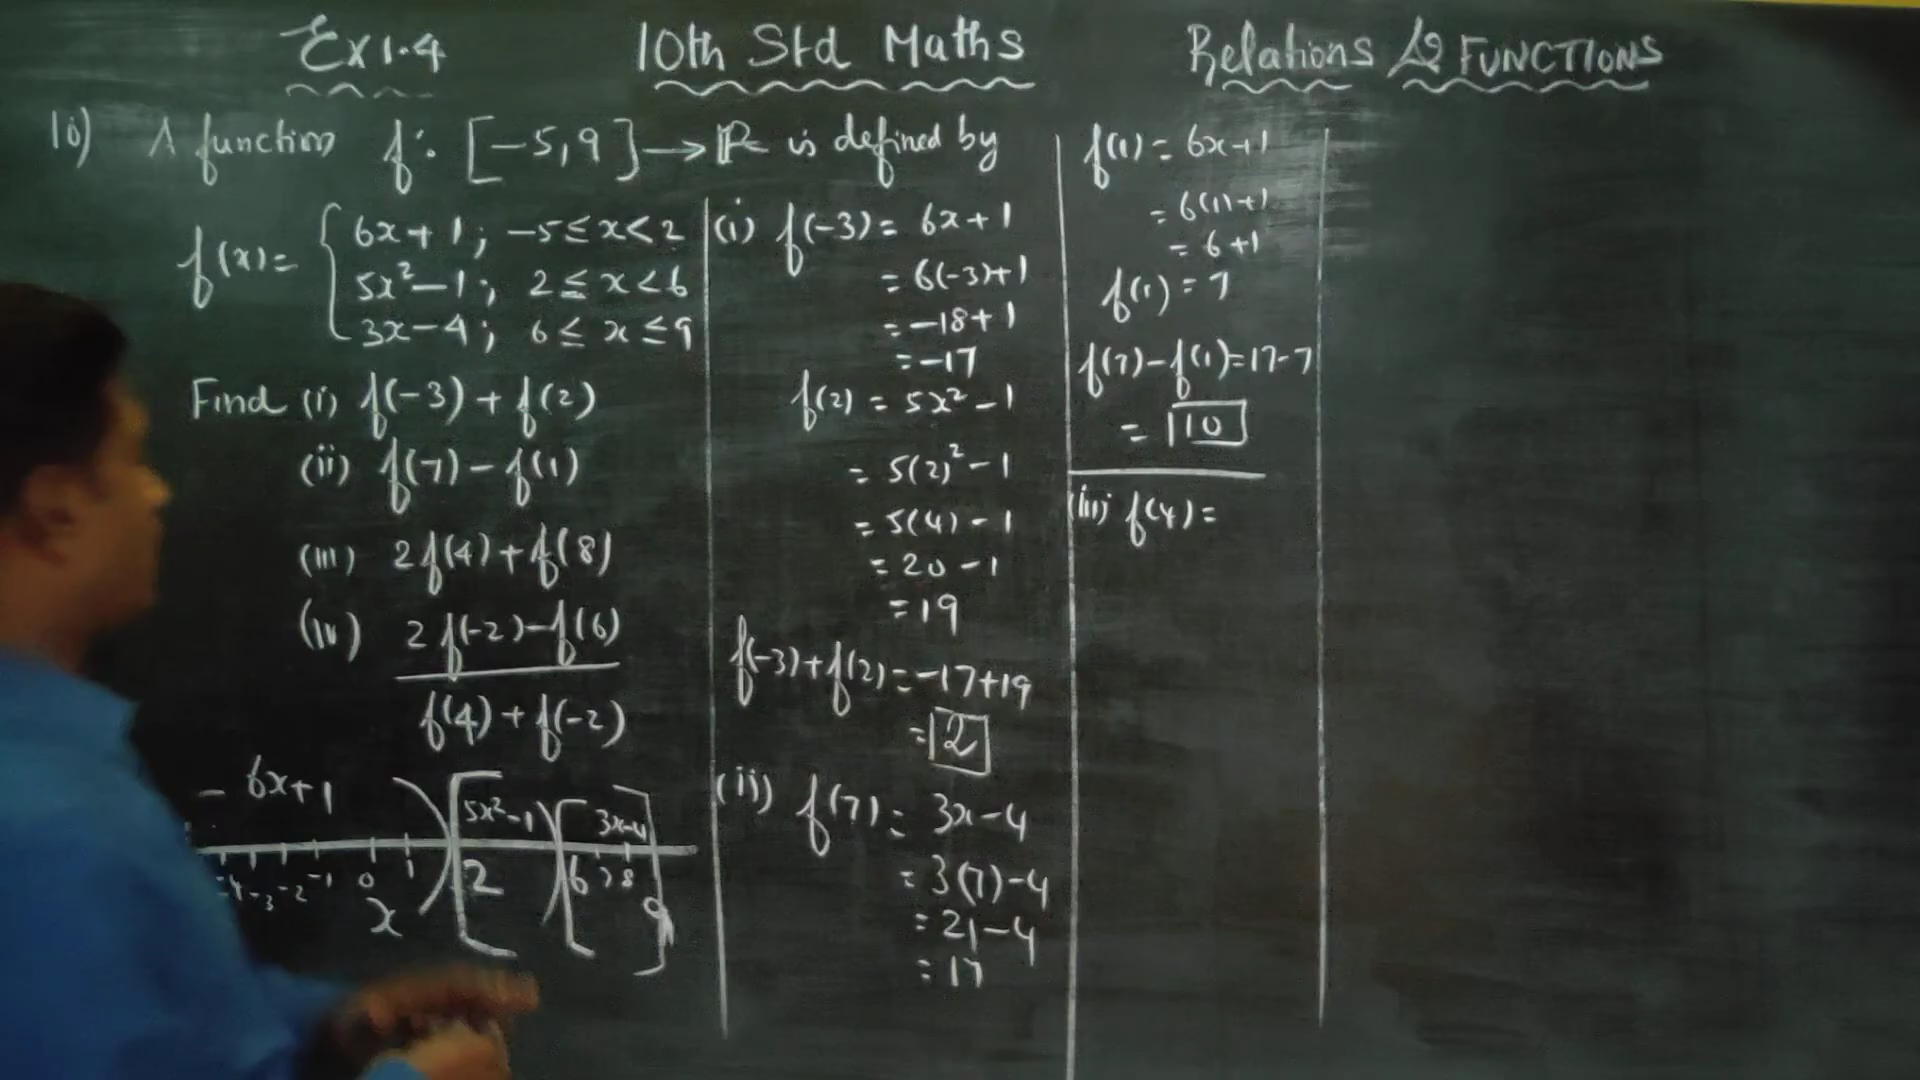 Ex 1.4
10th Std Maths
Relations & FUNCTIONS
10) A function f: [-5,9] → R is defined by
f(x) = { 6x+1; -5≤x<2
5x²-1; 2≤x<6
3x-4; 6≤x≤9
Find (i) f(-3)+f(2)
(ii) f(7)-f(1)
(iii) 2f(4)+f(8)
(iv) 2f(-2)-f(6)
f(4)+f(-2)
6x+1 ) [ 5x²-1 ) [ 3x-4 ]
-4 -3 -2 -1 0 1 2 6 7 8 9
x
(i) f(-3) = 6x+1
= 6(-3)+1
= -18+1
= -17
f(2) = 5x²-1
= 5(2)²-1
= 5(4)-1
= 20-1
= 19
f(-3)+f(2) = -17+19
= 2
(ii) f(7) = 3x-4
= 3(7)-4
= 21-4
= 17
f(1) = 6x+1
= 6(1)+1
= 6+1
f(1) = 7
f(7)-f(1) = 17-7
= 10
(iii) f(4) =